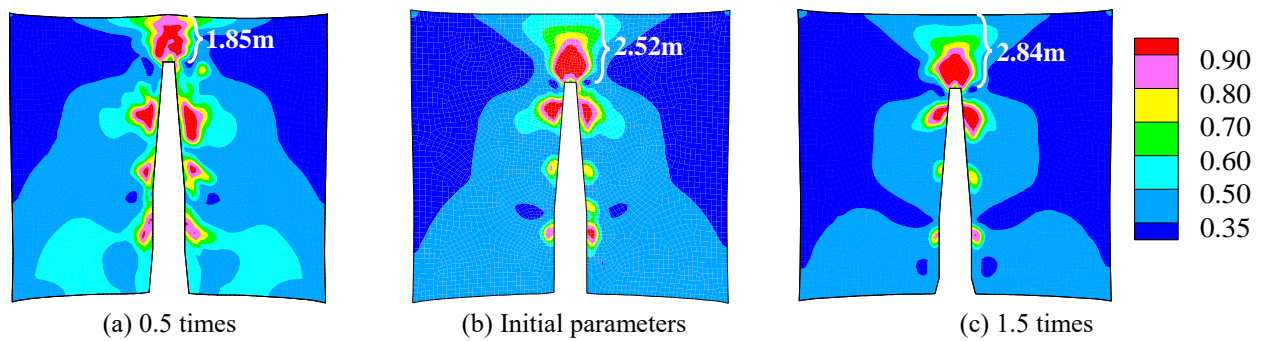 1.85m
2.52m
2.84m
0.90
0.80
0.70
0.60
0.50
0.35
(a) 0.5 times
(b) Initial parameters
(c) 1.5 times